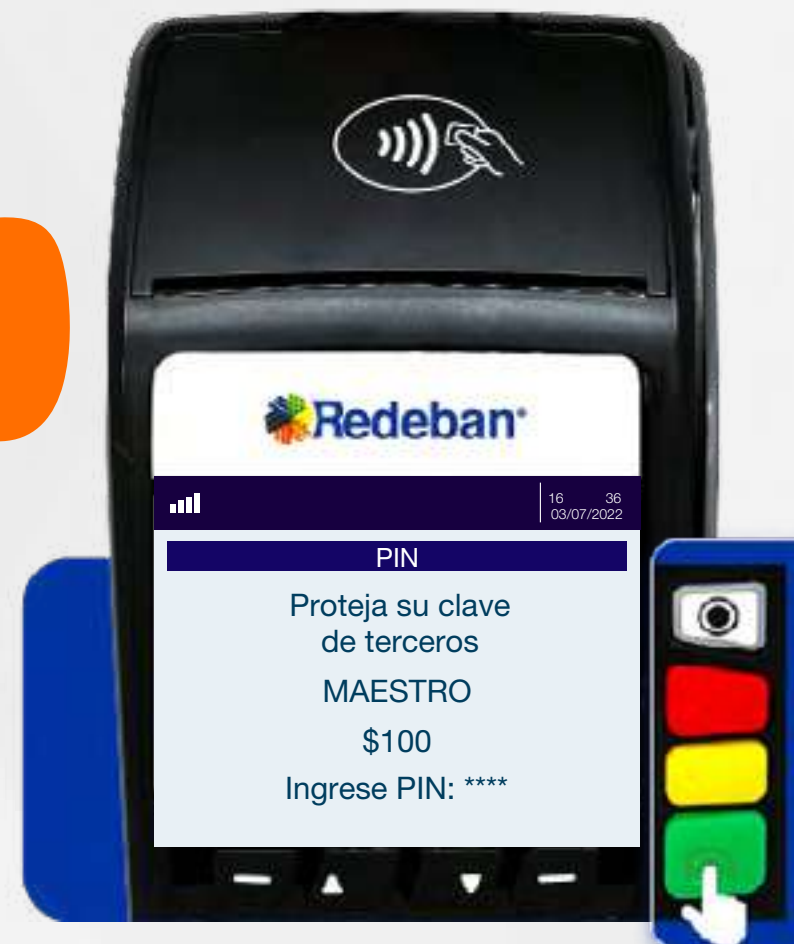 Redeban
16 36
03/07/2022
PIN
Proteja su clave
de terceros
MAESTRO
$100
Ingrese PIN: ****